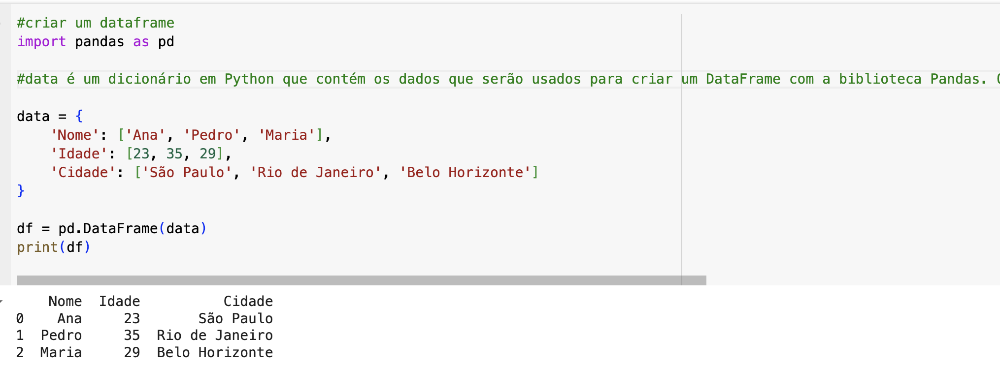 #criar um dataframe
import pandas as pd
#data é um dicionário em Python que contém os dados que serão usados para criar um DataFrame com a biblioteca Pandas.
data = {
    'Nome': ['Ana', 'Pedro', 'Maria'],
    'Idade': [23, 35, 29],
    'Cidade': ['São Paulo', 'Rio de Janeiro', 'Belo Horizonte']
}
df = pd.DataFrame(data)
print(df)
    Nome  Idade          Cidade
0    Ana     23       São Paulo
1  Pedro     35  Rio de Janeiro
2  Maria     29  Belo Horizonte